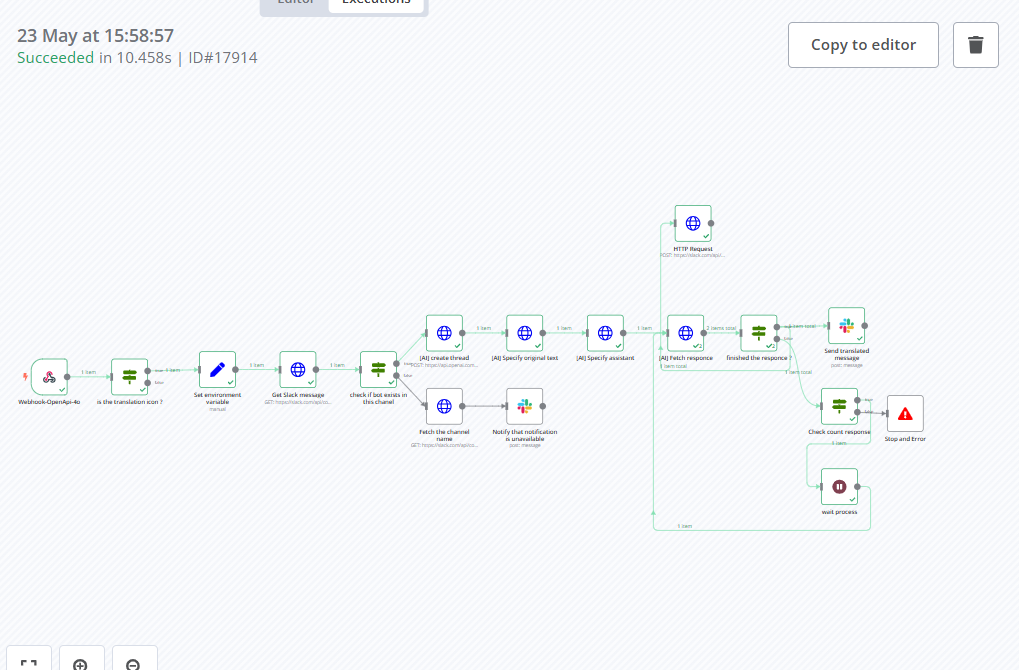 Editor
Executions
23 May at 15:58:57
Succeeded in 10.458s | ID#17914
Copy to editor
HTTP Request
POST: https://slack.com/api/...
1 item
1 item
1 item
2 items total
1 item total
true
false
[AI] create thread
POST: https://api.openai.com...
[AI] Specify original text
[AI] Specify assistant
[AI] Fetch responce
1 item total
finished the responce ?
Send translated
message
post: message
1 item total
1 item
true
1 item
false
1 item
1 item
true
false
Webhook-OpenApi-4o
is the translation icon ?
Set environment
variable
manual
Get Slack message
GET: https://slack.com/api/co...
check if bot exists in
this chanel
Fetch the channel
name
GET: https://slack.com/api/co...
Notify that notification
is unavailable
post: message
true
false
Check count response
Stop and Error
1 item
wait process
1 item